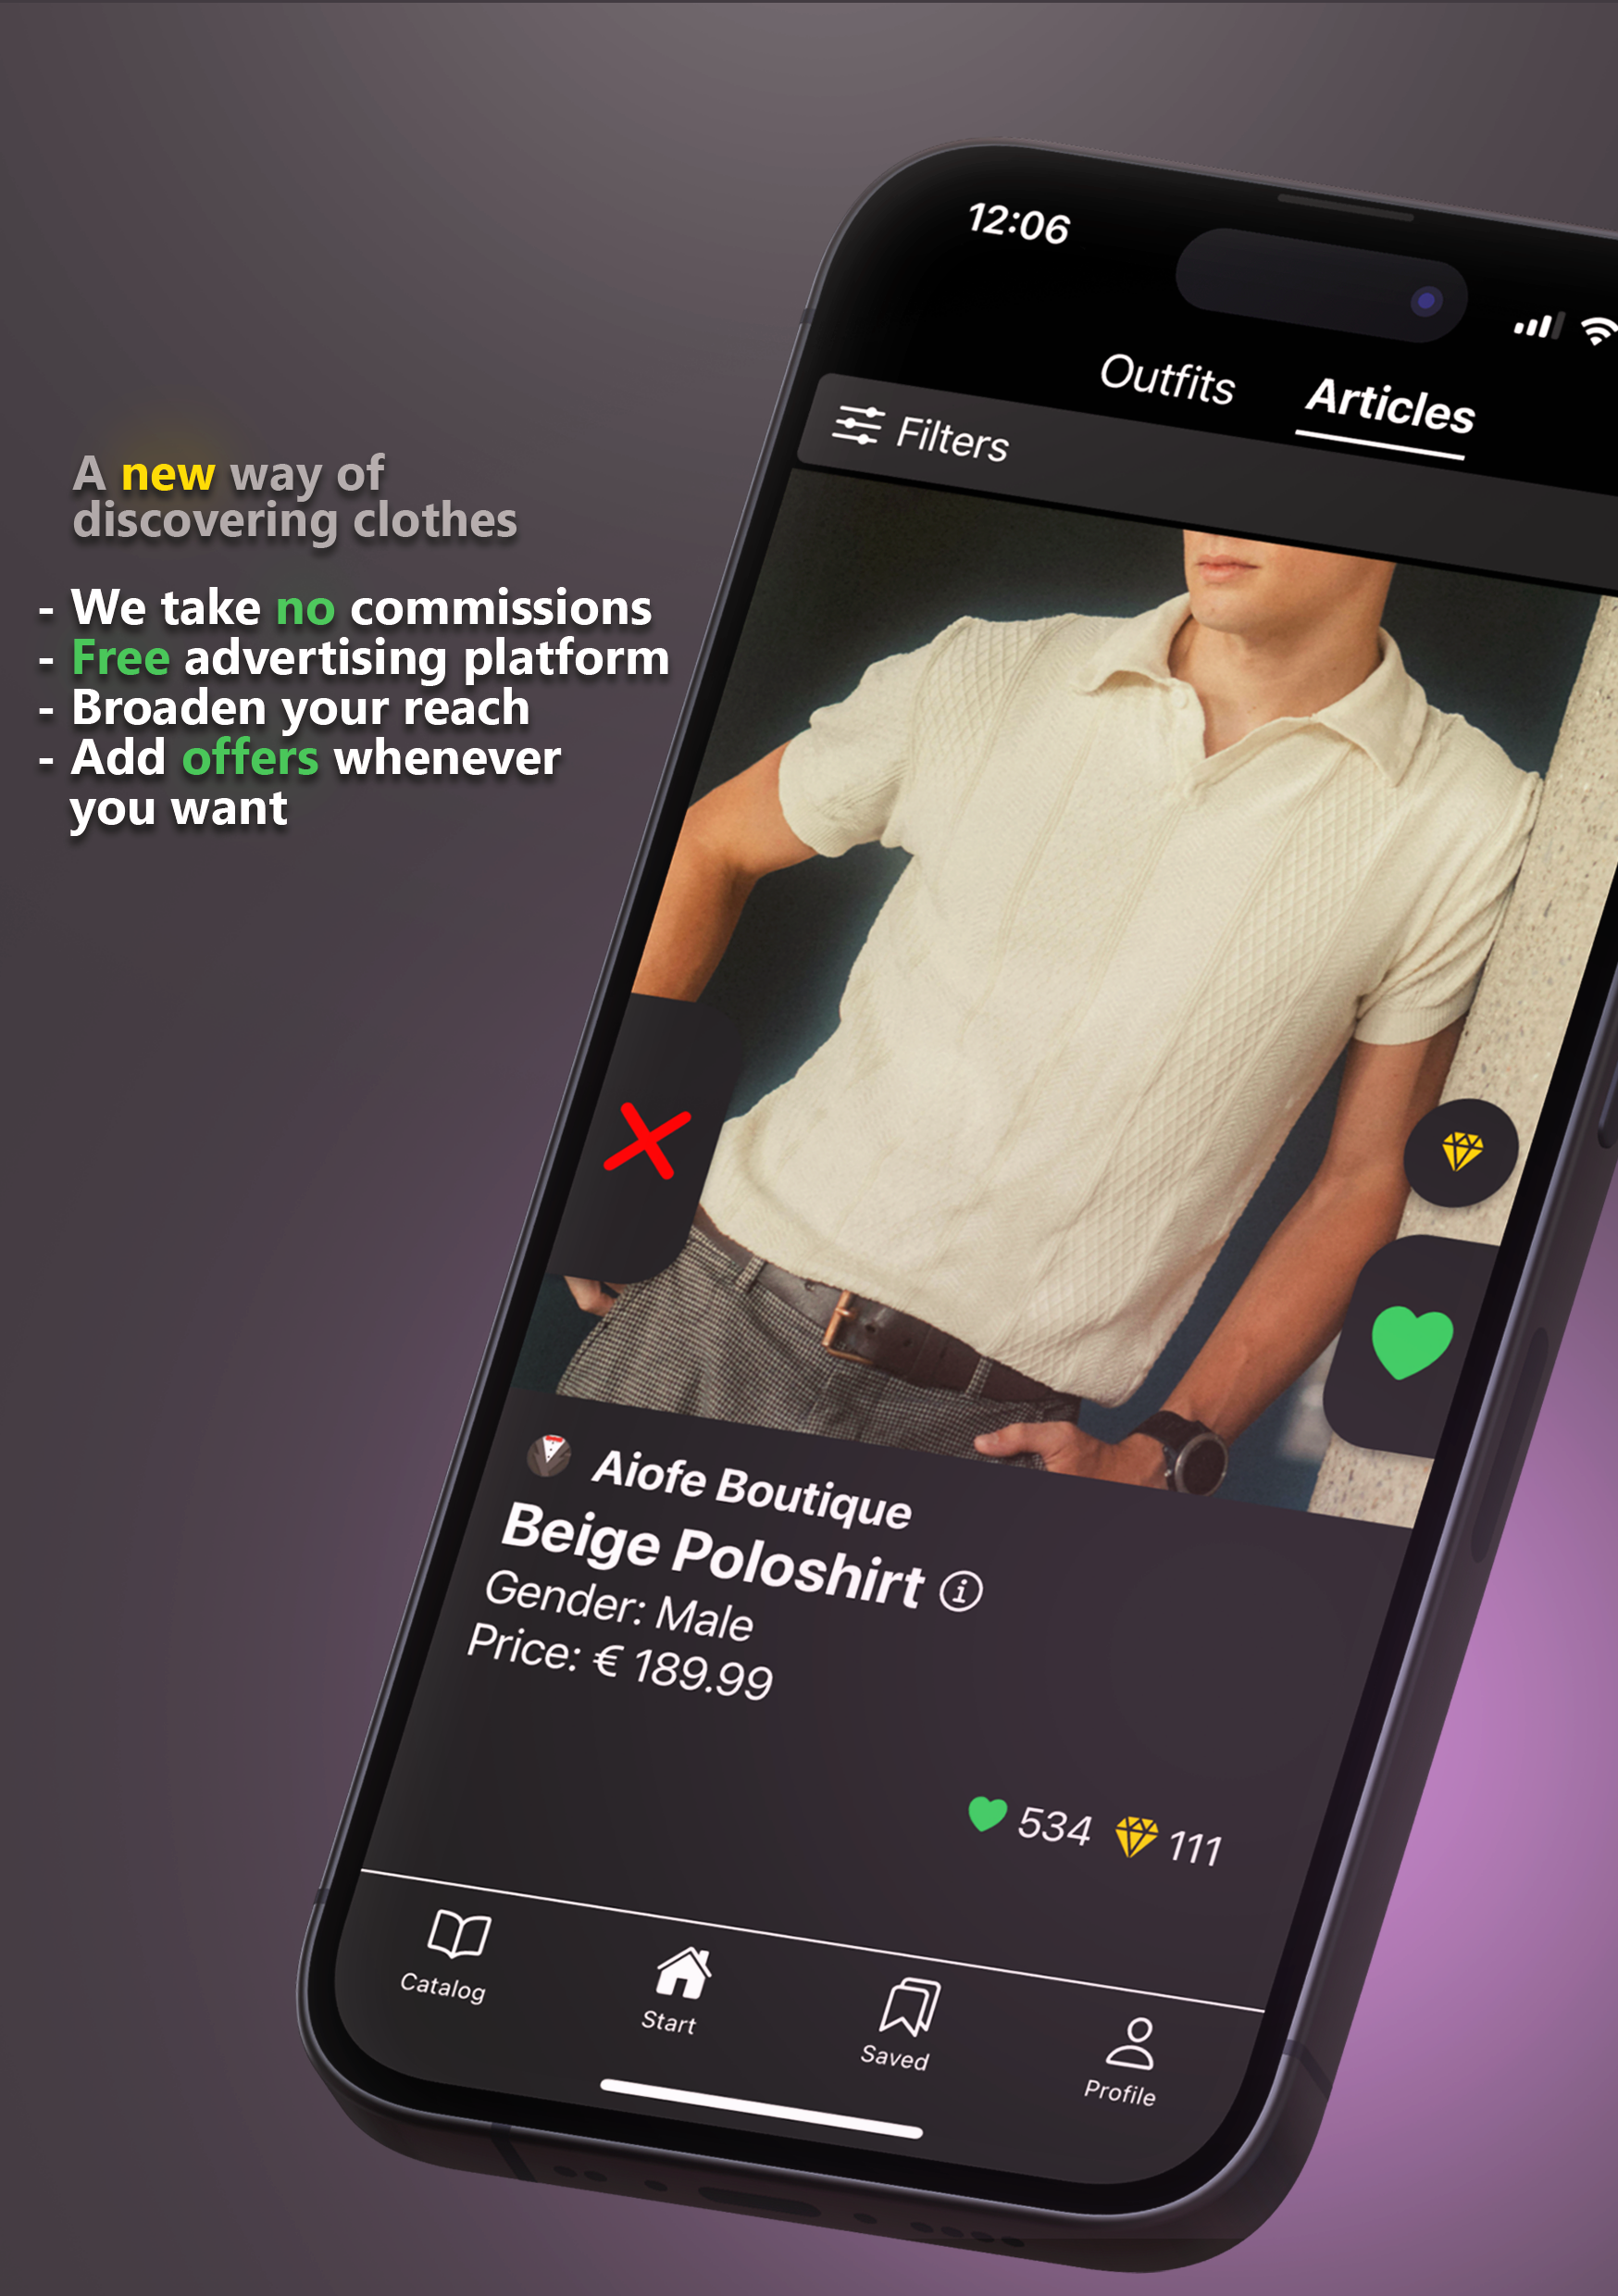 A new way of
discovering clothes
- We take no commissions
- Free advertising platform
- Broaden your reach
- Add offers whenever
you want
12:06
Outfits
Articles
Filters
Aiofe Boutique
Beige Poloshirt
Gender: Male
Price: € 189.99
534
111
Catalog
Start
Saved
Profile